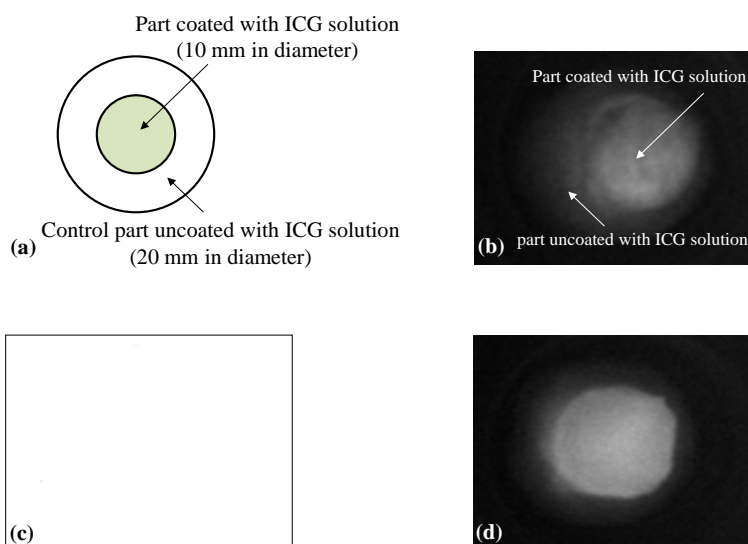 Part coated with ICG solution
(10 mm in diameter)
Control part uncoated with ICG solution
(20 mm in diameter)
(a)
Part coated with ICG solution
part uncoated with ICG solution
(b)
(c)
(d)